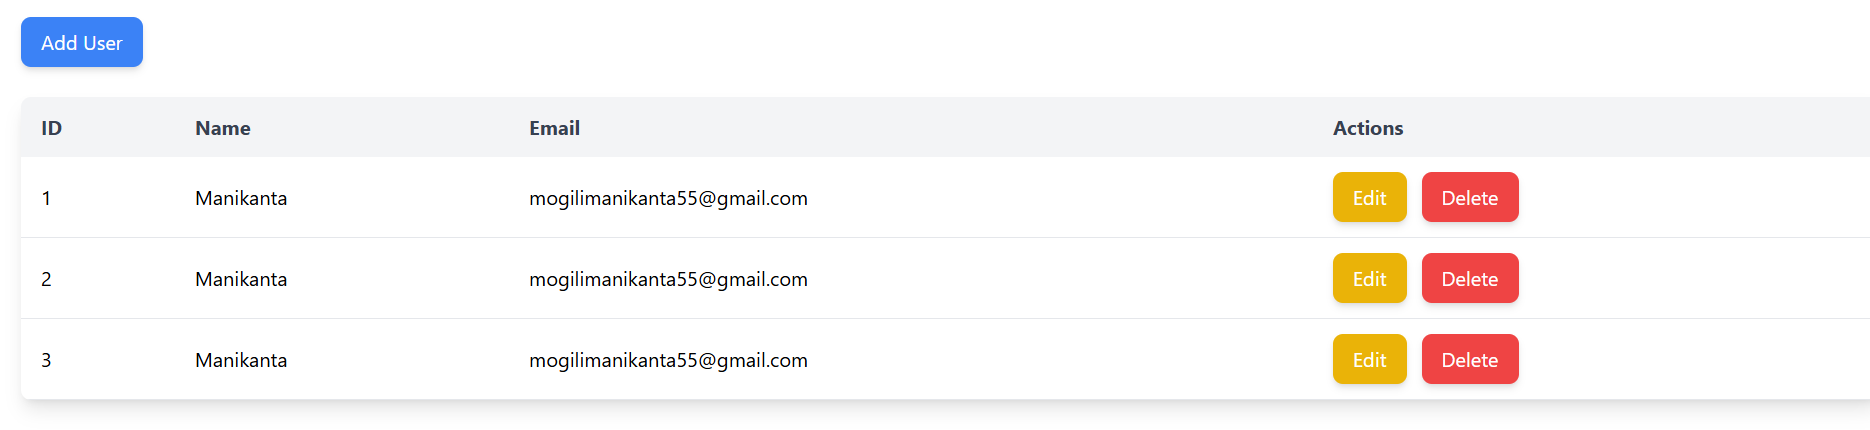 Add User
ID Name Email Actions
1 Manikanta mogilimanikanta55@gmail.com Edit Delete
2 Manikanta mogilimanikanta55@gmail.com Edit Delete
3 Manikanta mogilimanikanta55@gmail.com Edit Delete